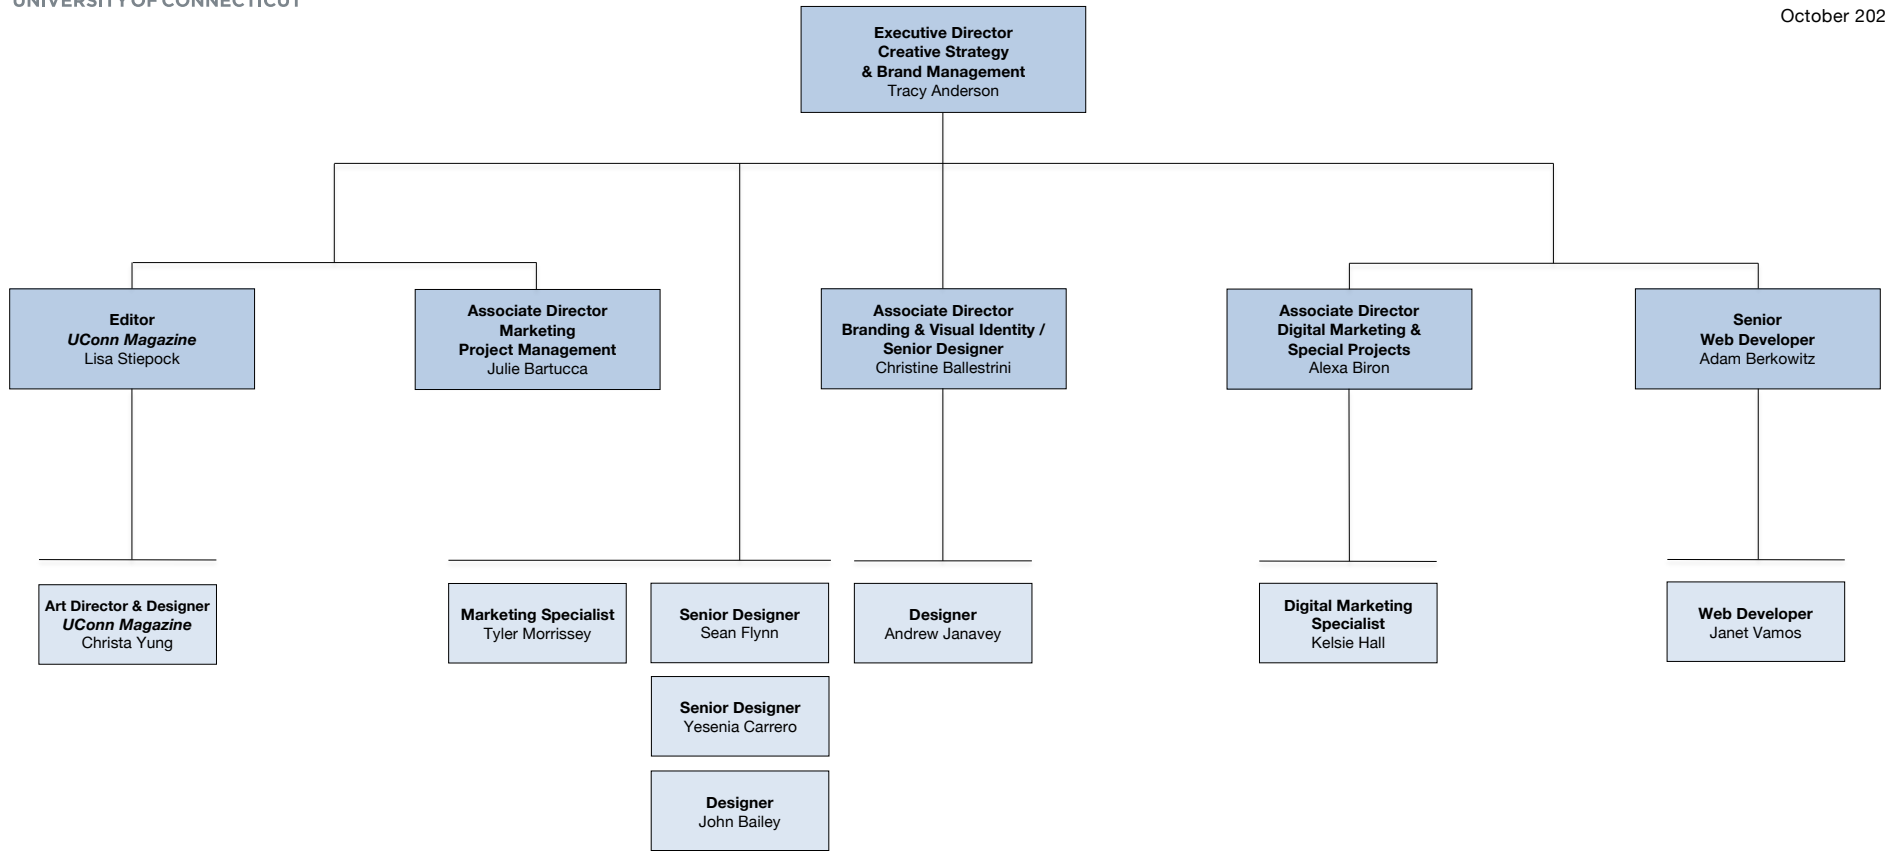 UNIVERSITY OF CONNECTICUT
October 202
Executive Director
Creative Strategy
& Brand Management
Tracy Anderson
Editor
UConn Magazine
Lisa Stiepock
Associate Director
Marketing
Project Management
Julie Bartucca
Associate Director
Branding & Visual Identity /
Senior Designer
Christine Ballestrini
Associate Director
Digital Marketing &
Special Projects
Alexa Biron
Senior
Web Developer
Adam Berkowitz
Art Director & Designer
UConn Magazine
Christa Yung
Marketing Specialist
Tyler Morrissey
Senior Designer
Sean Flynn
Designer
Andrew Janavey
Digital Marketing
Specialist
Kelsie Hall
Web Developer
Janet Vamos
Senior Designer
Yesenia Carrero
Designer
John Bailey